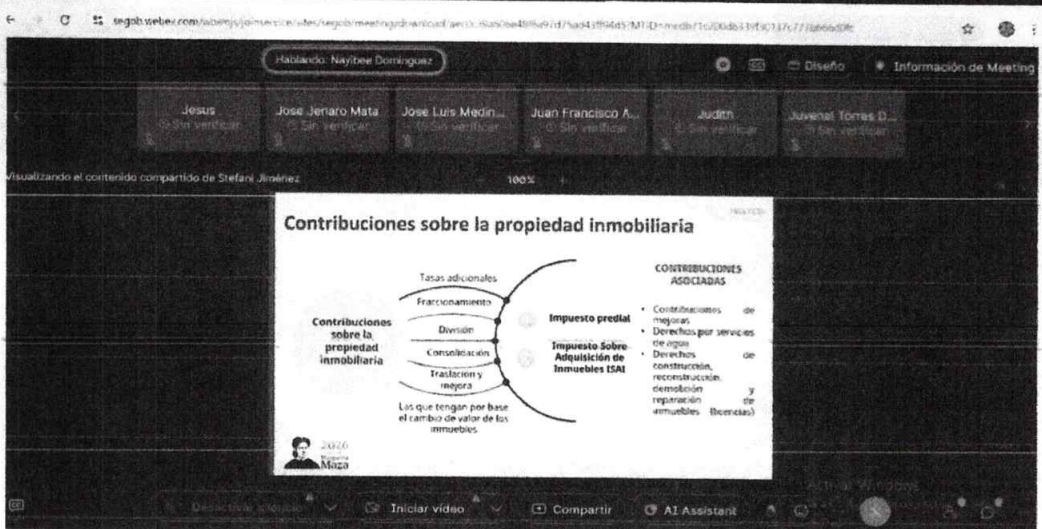 Hablando: Nayibee Dominguez
Diseño
Información de Meeting
Jesus
Sin verificar
Jose Jenaro Mata
Sin verificar
Jose Luis Medin...
Sin verificar
Juan Francisco A...
Sin verificar
Judith
Sin verificar
Juvenal Torres D...
Sin verificar
Visualizando el contenido compartido de Stefani Jiménez
100%
Contribuciones sobre la propiedad inmobiliaria
Contribuciones
sobre la
propiedad
inmobiliaria
Tasas adicionales
Fraccionamiento
División
Consolidación
Traslación y
mejora
Las que tengan por base
el cambio de valor de los
inmuebles
Impuesto predial
Impuesto Sobre
Adquisición de
Inmuebles ISAI
CONTRIBUCIONES
ASOCIADAS
• Contribuciones de
mejoras
• Derechos por servicios
de agua
• Derechos de
construcción,
reconstrucción,
demolición y
reparación de
inmuebles (licencias)
2026
Margarita
Maza
Activar Windows
Iniciar video
Compartir
AI Assistant